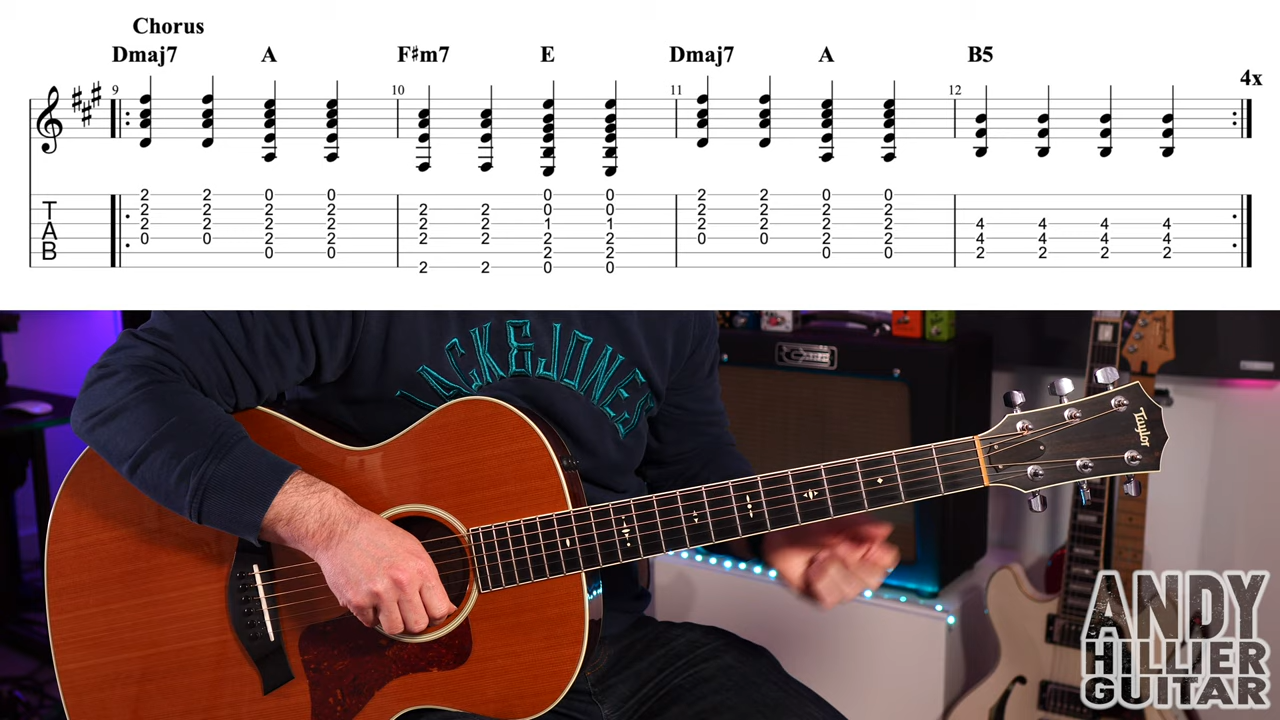 Chorus
Dmaj7 A F♯m7 E Dmaj7 A B5
4x
9 10 11 12
T 2 2 0 0 0 0 2 2 0 0
2 2 2 2 2 2 0 0 2 2 2 2
A 2 2 2 2 2 2 1 1 2 2 2 2 4 4 4 4
0 0 2 2 2 2 2 2 0 0 2 2 4 4 4 4
B 0 0 2 2 0 0 2 2 2 2
2 2 0 0
JACK&JONES
Taylor
ANDY
HILLIER
GUITAR